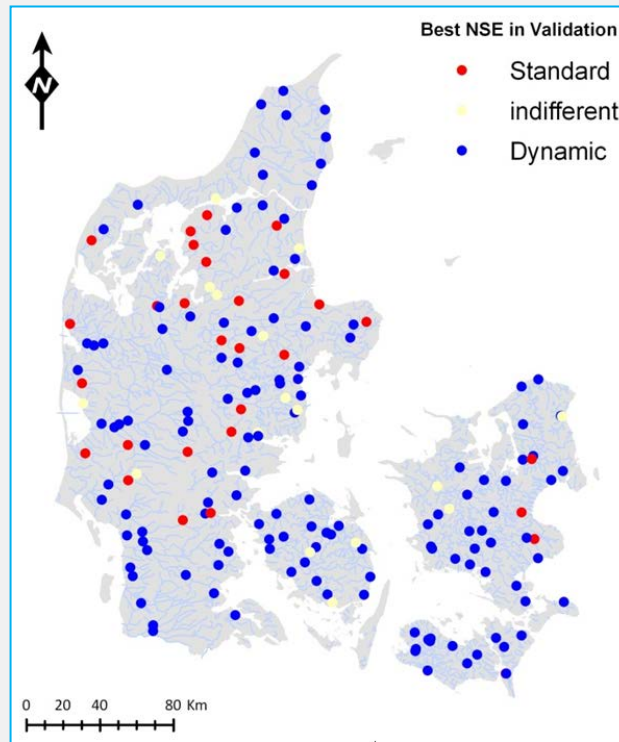 Best NSE in Validation
Standard
indifferent
Dynamic
N
0 20 40 80 Km